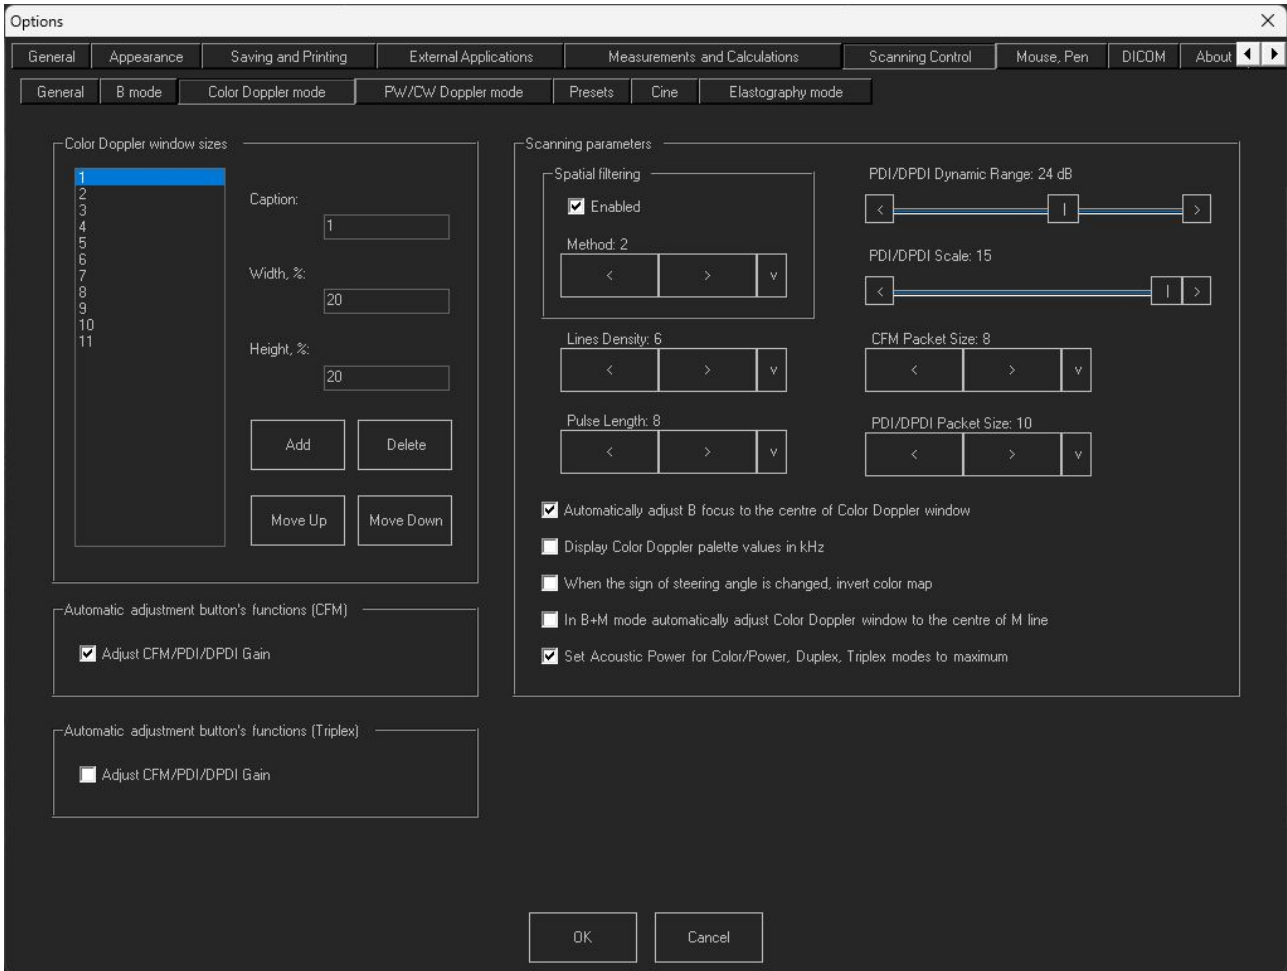 Options
General Appearance Saving and Printing External Applications Measurements and Calculations Scanning Control Mouse, Pen DICOM About
General B mode Color Doppler mode PW/CW Doppler mode Presets Cine Elastography mode
Color Doppler window sizes
1
2
3
4
5
6
7
8
9
10
11
Caption:
1
Width, %:
20
Height, %:
20
Add Delete
Move Up Move Down
Automatic adjustment button's functions (CFM)
Adjust CFM/PDI/DPDI Gain
Automatic adjustment button's functions (Triplex)
Adjust CFM/PDI/DPDI Gain
Scanning parameters
Spatial filtering
Enabled
Method: 2
< > v
PDI/DPDI Dynamic Range: 24 dB
< >
PDI/DPDI Scale: 15
< >
Lines Density: 6
< > v
CFM Packet Size: 8
< > v
Pulse Length: 8
< > v
PDI/DPDI Packet Size: 10
< > v
Automatically adjust B focus to the centre of Color Doppler window
Display Color Doppler palette values in kHz
When the sign of steering angle is changed, invert color map
In B+M mode automatically adjust Color Doppler window to the centre of M line
Set Acoustic Power for Color/Power, Duplex, Triplex modes to maximum
OK Cancel